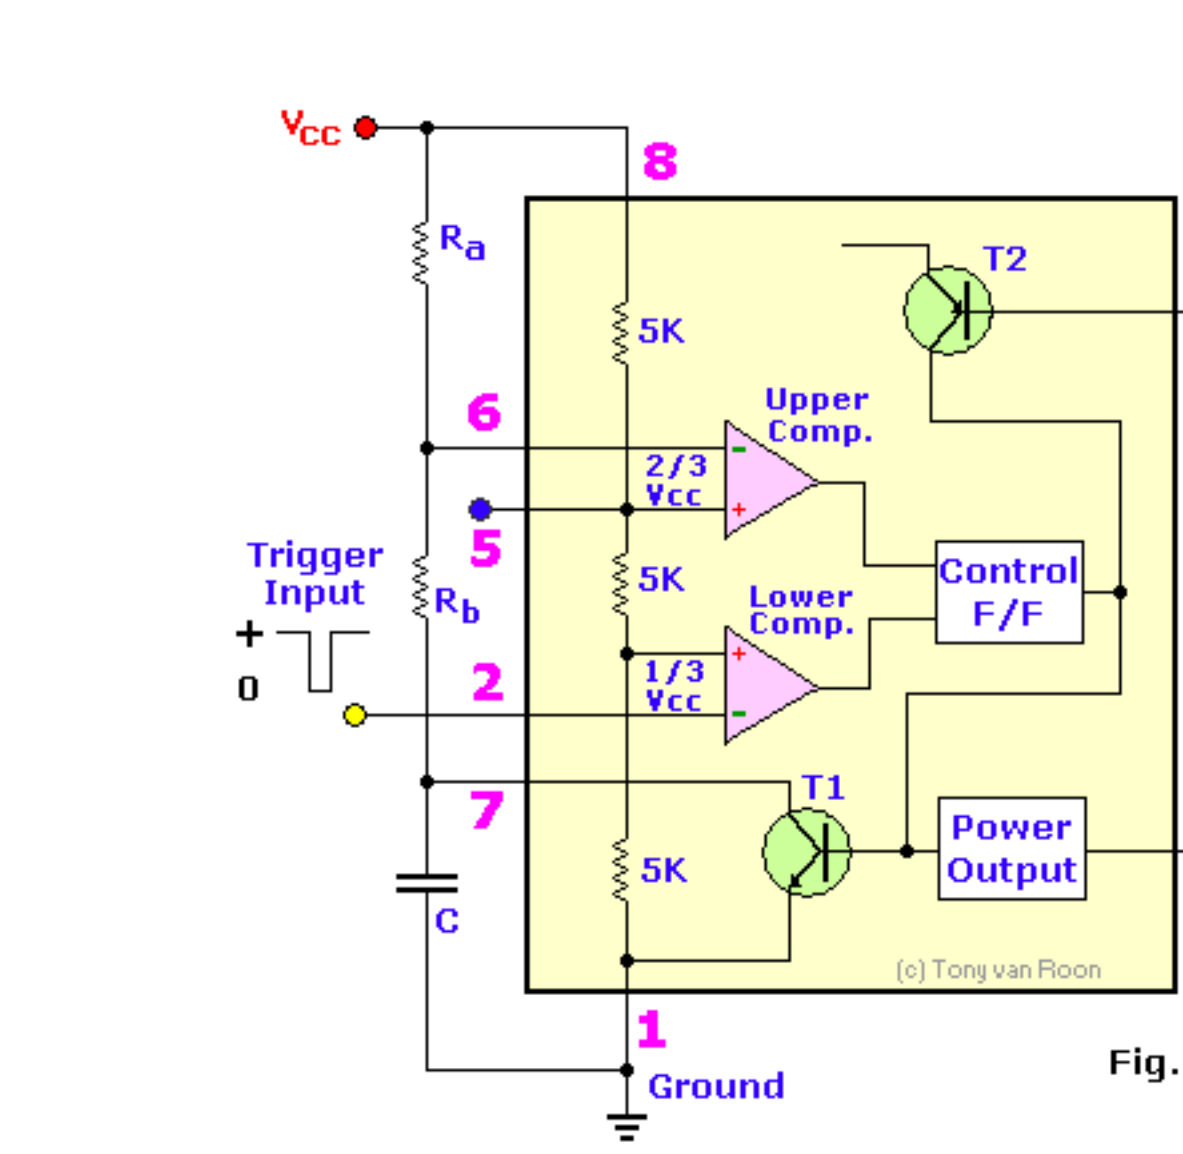 VCC
8
Ra
T2
5K
6
Upper
Comp.
-
2/3
Vcc
+
5
Trigger
Input
5K
Rb
Lower
Comp.
Control
F/F
+
0
2
+
1/3
Vcc
-
7
T1
Power
Output
5K
C
(c) Tony van Roon
1
Ground
Fig.